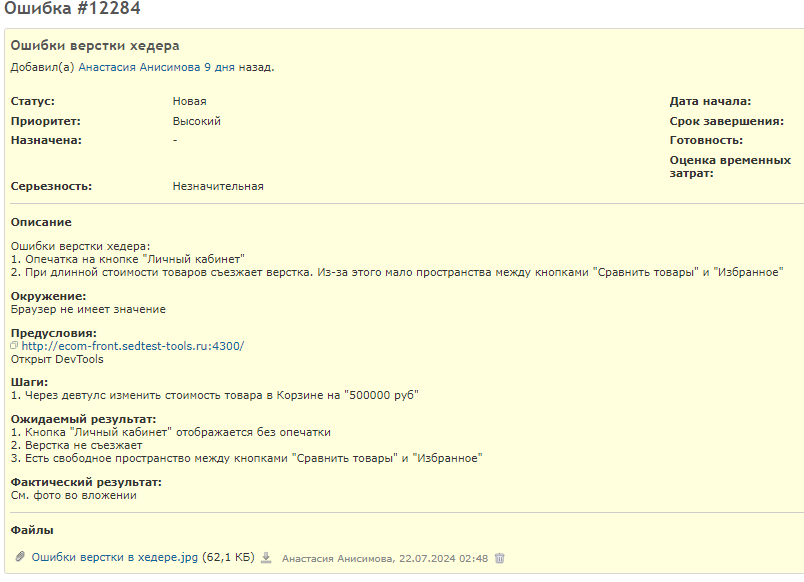 Ошибка #12284
Ошибки верстки хедера
Добавил(а) Анастасия Анисимова 9 дня назад.
Статус: Новая Дата начала:
Приоритет: Высокий Срок завершения:
Назначена: - Готовность:
Оценка временных
затрат:
Серьезность: Незначительная
Описание
Ошибки верстки хедера:
1. Опечатка на кнопке "Личный кабинет"
2. При длинной стоимости товаров съезжает верстка. Из-за этого мало пространства между кнопками "Сравнить товары" и "Избранное"
Окружение:
Браузер не имеет значение
Предусловия:
http://ecom-front.sedtest-tools.ru:4300/
Открыт DevTools
Шаги:
1. Через девтулс изменить стоимость товара в Корзине на "500000 руб"
Ожидаемый результат:
1. Кнопка "Личный кабинет" отображается без опечатки
2. Верстка не съезжает
3. Есть свободное пространство между кнопками "Сравнить товары" и "Избранное"
Фактический результат:
См. фото во вложении
Файлы
Ошибки верстки в хедере.jpg (62,1 КБ) Анастасия Анисимова, 22.07.2024 02:48